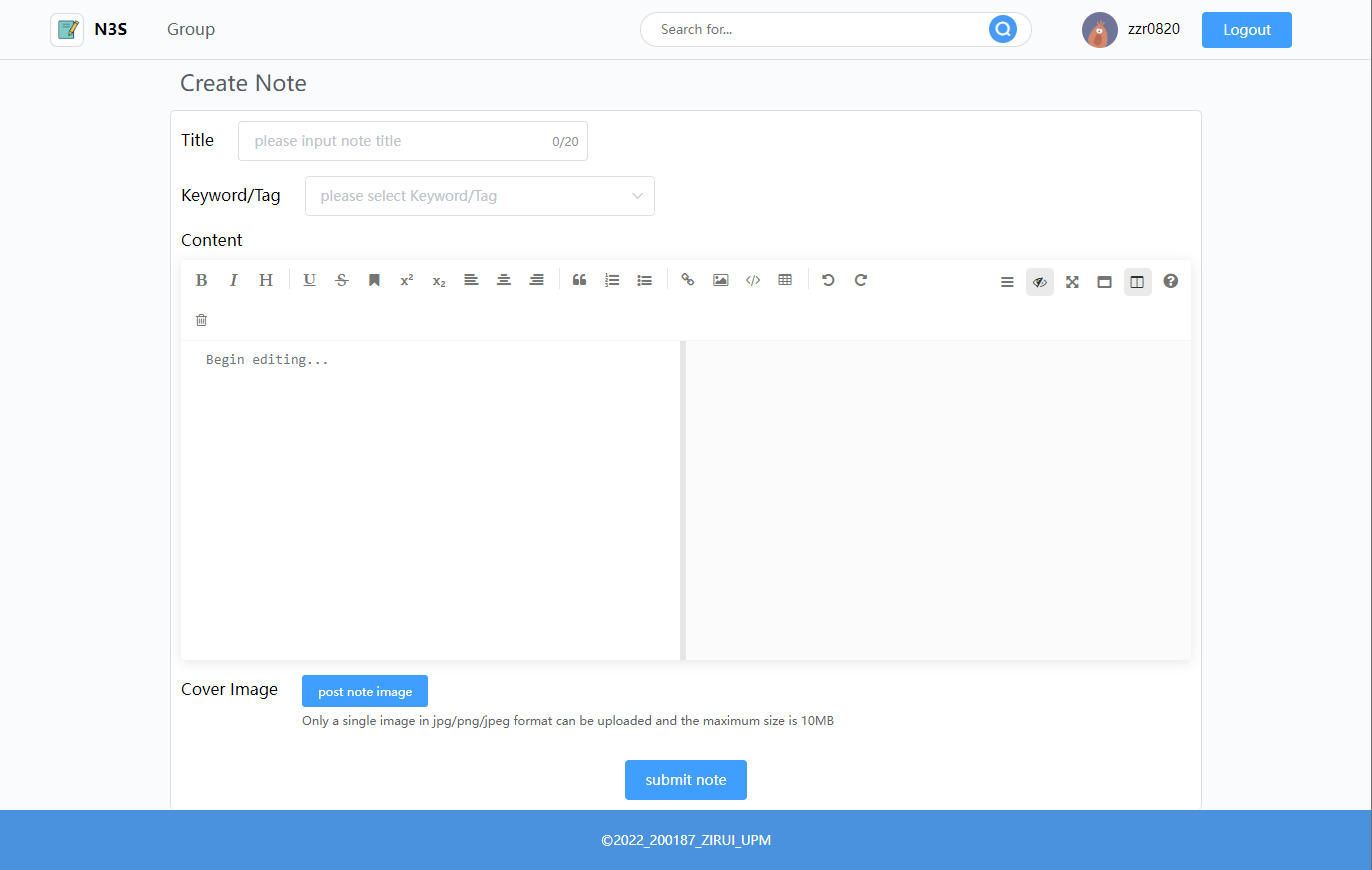 N3S Group Search for... zzr0820 Logout
Create Note
Title please input note title 0/20
Keyword/Tag please select Keyword/Tag
Content
B I H U S x² x₂
Begin editing...
Cover Image post note image
Only a single image in jpg/png/jpeg format can be uploaded and the maximum size is 10MB
submit note
©2022_200187_ZIRUI_UPM